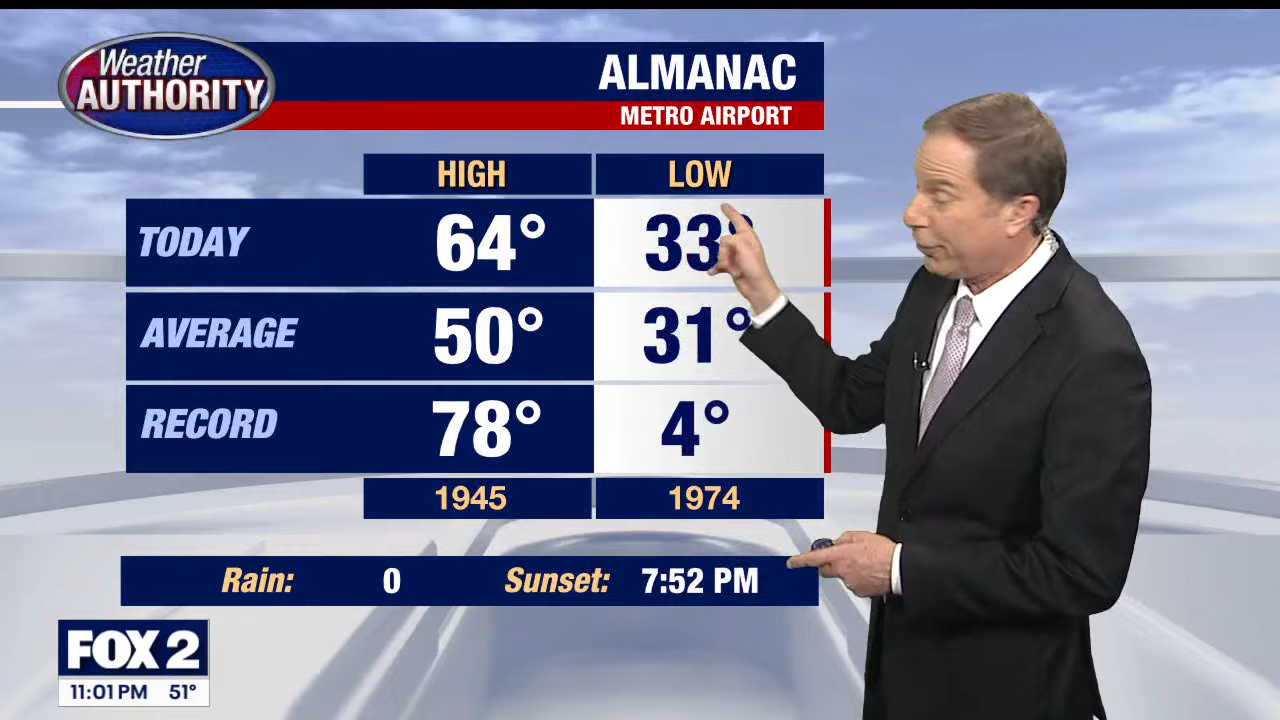 Weather
AUTHORITY
ALMANAC
METRO AIRPORT
HIGH LOW
TODAY 64° 33°
AVERAGE 50° 31°
RECORD 78° 4°
1945 1974
Rain: 0 Sunset: 7:52 PM
FOX 2
11:01 PM 51°